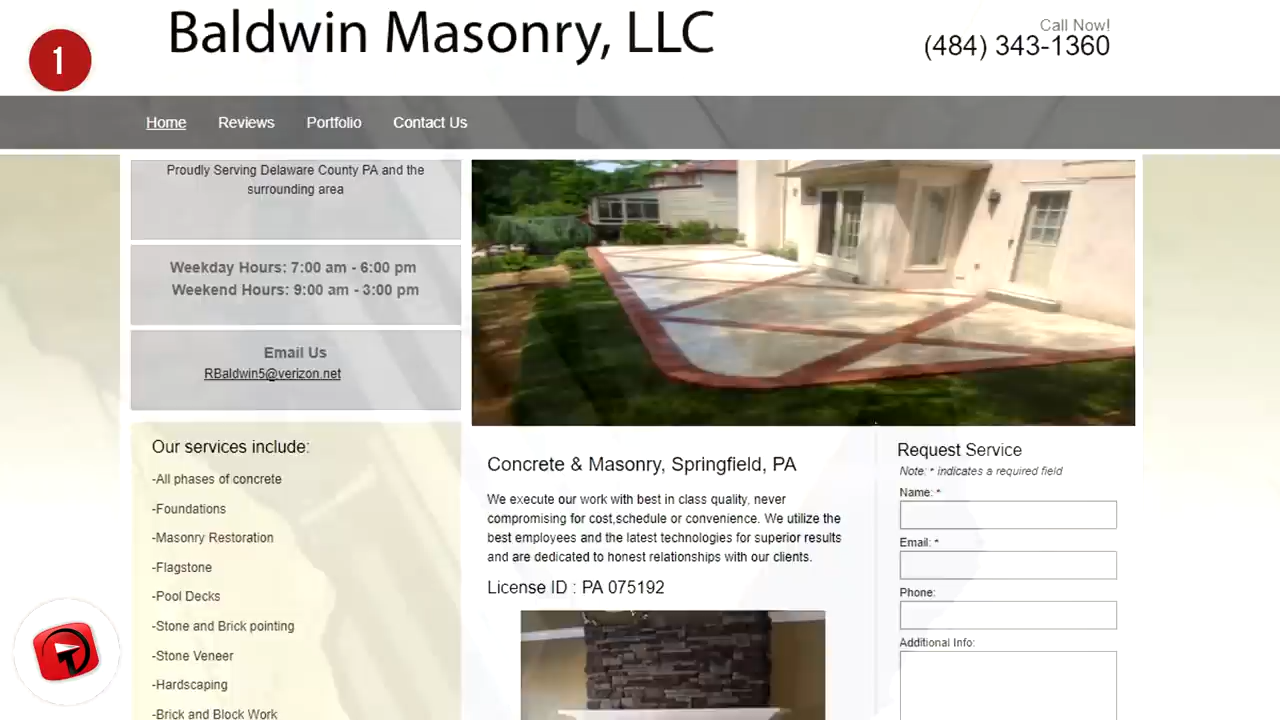 Baldwin Masonry, LLC
Call Now!
(484) 343-1360
1
Home Reviews Portfolio Contact Us
Proudly Serving Delaware County PA and the
surrounding area
Weekday Hours: 7:00 am - 6:00 pm
Weekend Hours: 9:00 am - 3:00 pm
Email Us
RBaldwin5@verizon.net
Our services include:
-All phases of concrete
-Foundations
-Masonry Restoration
-Flagstone
-Pool Decks
-Stone and Brick pointing
-Stone Veneer
-Hardscaping
-Brick and Block Work
Concrete & Masonry, Springfield, PA
We execute our work with best in class quality, never
compromising for cost,schedule or convenience. We utilize the
best employees and the latest technologies for superior results
and are dedicated to honest relationships with our clients.
License ID : PA 075192
Request Service
Note: * indicates a required field
Name: *
Email: *
Phone:
Additional Info: